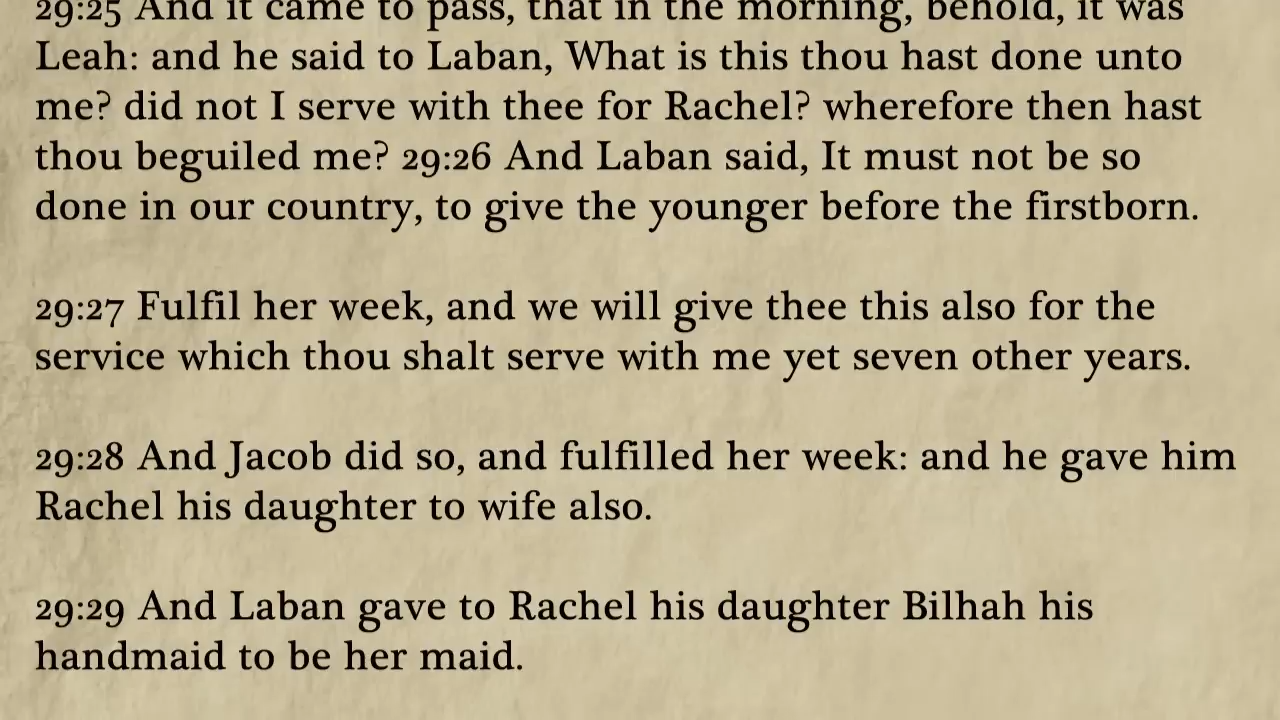 29:25 And it came to pass, that in the morning, behold, it was
Leah: and he said to Laban, What is this thou hast done unto
me? did not I serve with thee for Rachel? wherefore then hast
thou beguiled me? 29:26 And Laban said, It must not be so
done in our country, to give the younger before the firstborn.
29:27 Fulfil her week, and we will give thee this also for the
service which thou shalt serve with me yet seven other years.
29:28 And Jacob did so, and fulfilled her week: and he gave him
Rachel his daughter to wife also.
29:29 And Laban gave to Rachel his daughter Bilhah his
handmaid to be her maid.